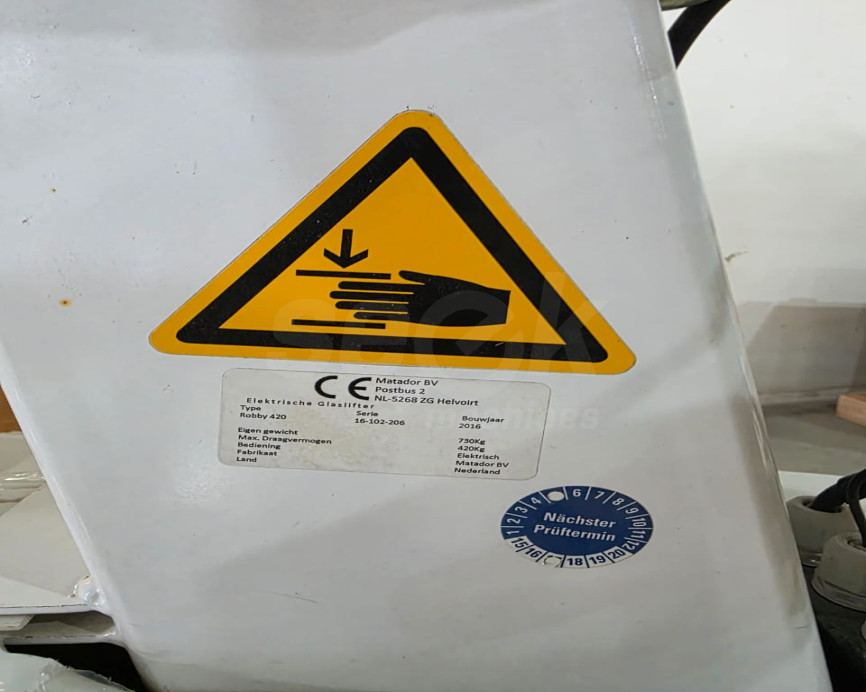 CE Matador BV
Postbus 2
NL-5268 ZG Helvoirt
Elektrische Glaslifter
Type Serie Bouwjaar
Robby 420 16-102-206 2016
Eigen gewicht 730Kg
Max. Draagvermogen 420Kg
Bediening Elektrisch
Fabrikaat Matador BV
Land Nederland
1 2 3 4 6 7 8 9 10 11 12
Nächster
Prüftermin
15 16 18 19 20
seek
machines